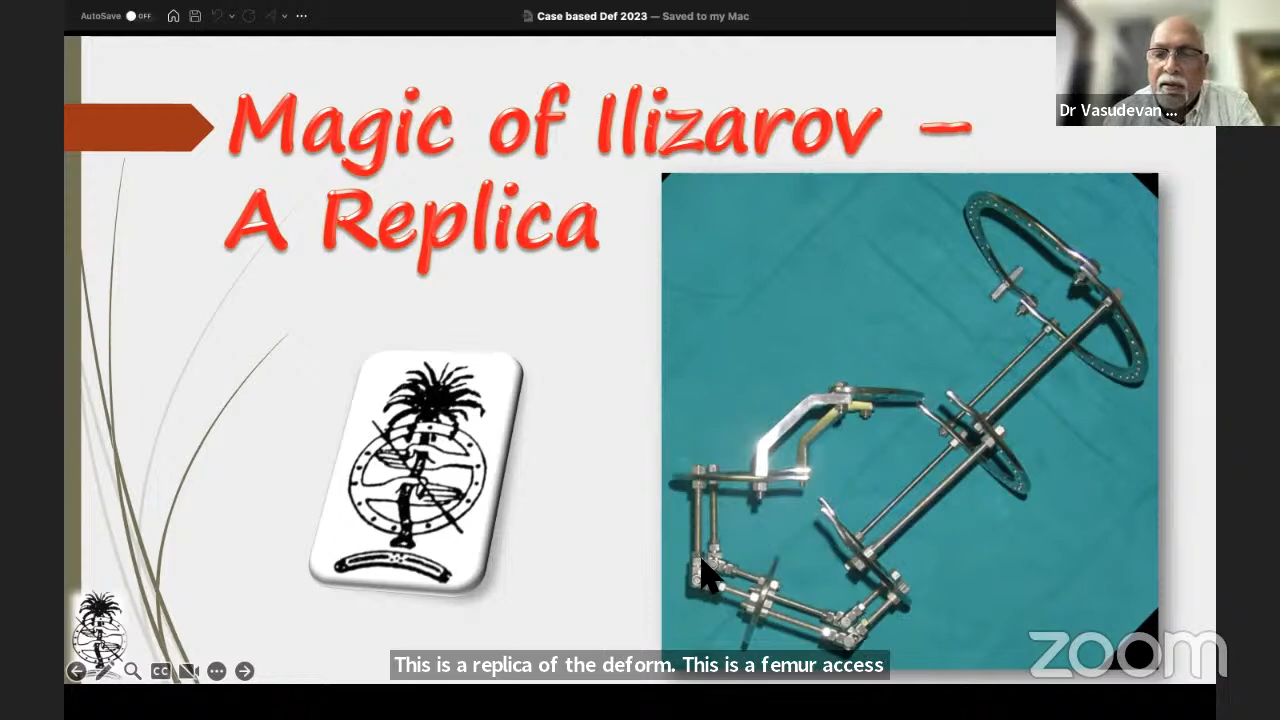 AutoSave OFF
Case based Def 2023 — Saved to my Mac
Dr Vasudevan ...
Magic of Ilizarov –
A Replica
CC
This is a replica of the deform. This is a femur access
zoom